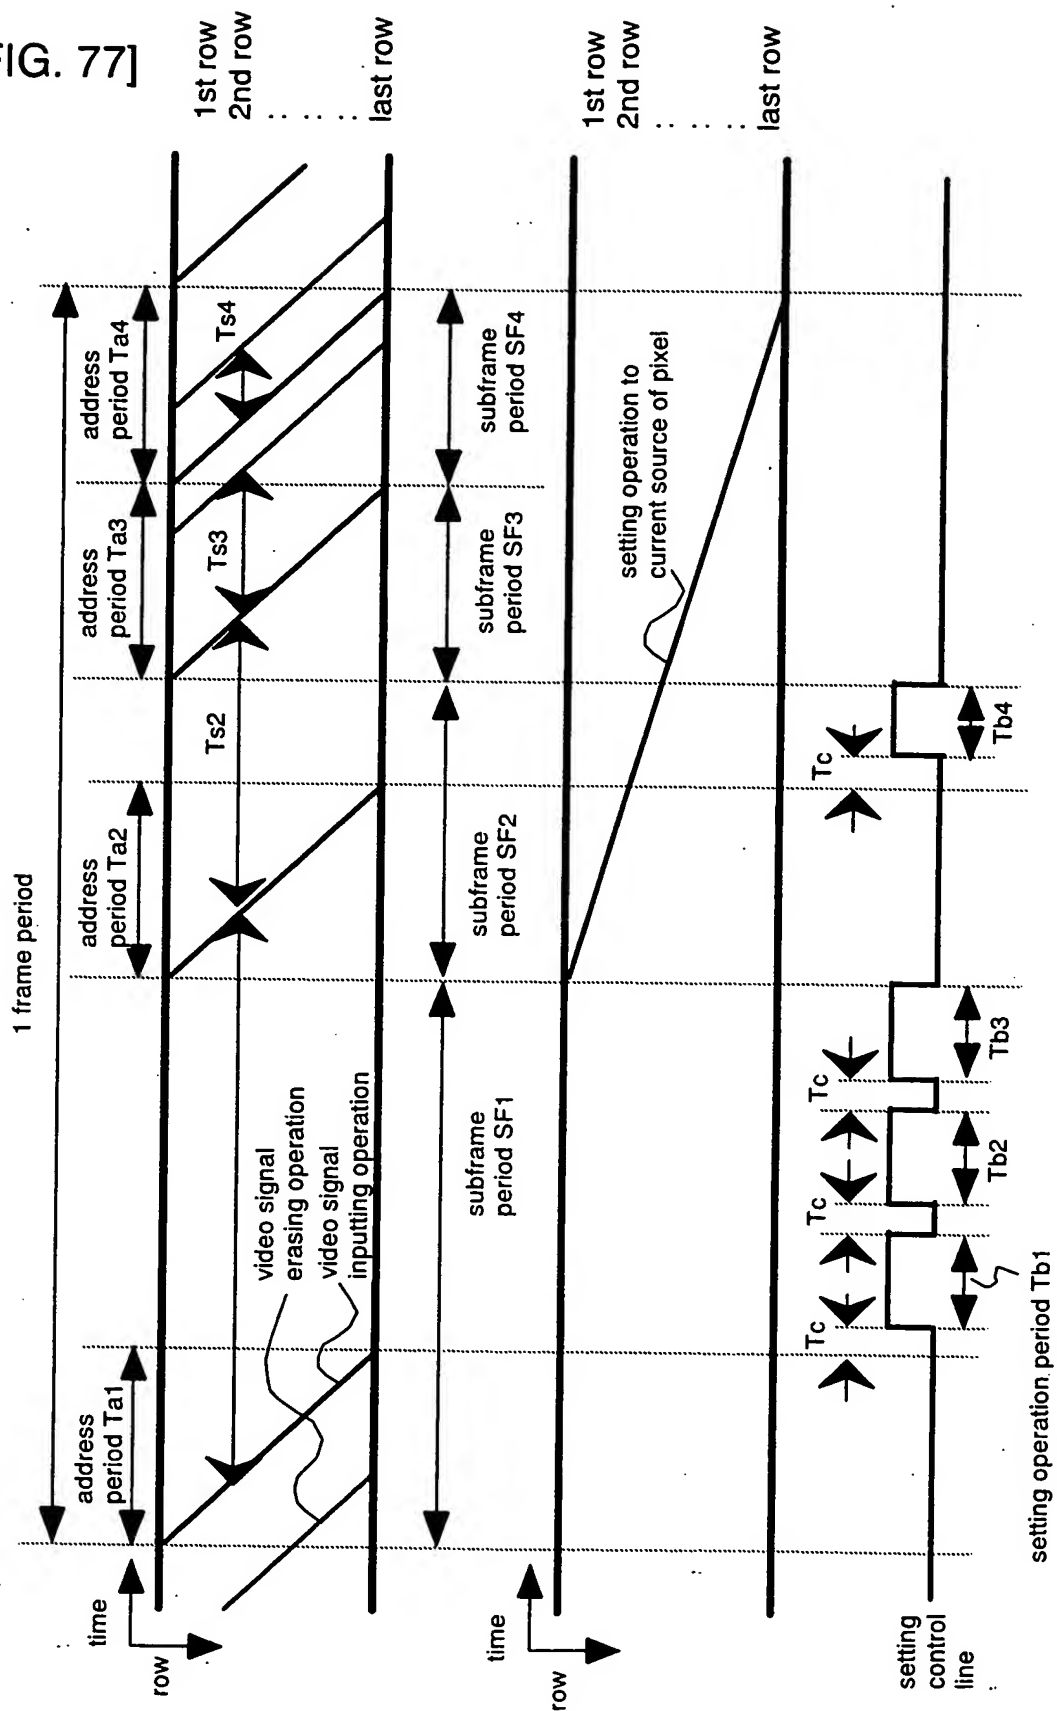 FIG. 77]
1 frame period
address
period Ta1
address
period Ta2
address
period Ta3
address
period Ta4
time
row
1st row
2nd row
last row
Ts2
Ts3
Ts4
video signal
erasing operation
video signal
inputting operation
subframe
period SF1
subframe
period SF2
subframe
period SF3
subframe
period SF4
time
row
1st row
2nd row
last row
setting operation to
current source of pixel
setting
control
line
Tc
Tc
Tc
Tc
setting operation period Tb1
Tb2
Tb3
Tb4